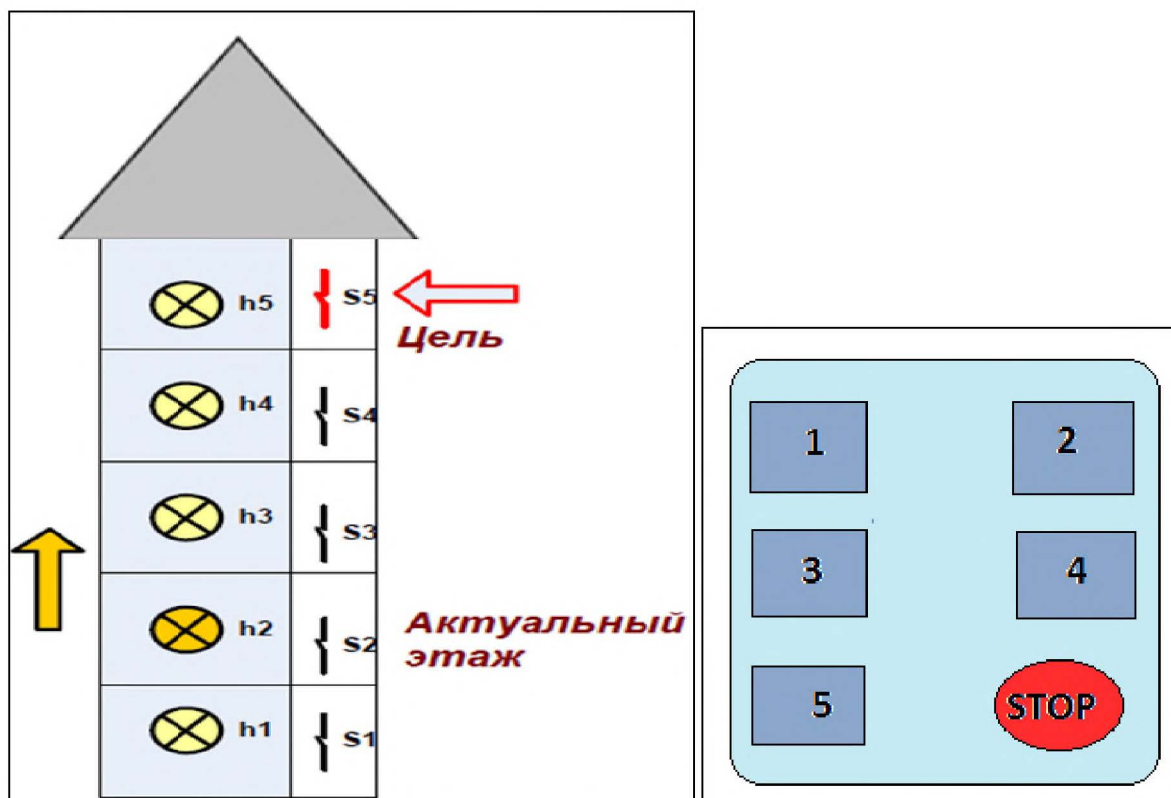 h5 S5
Цель
h4 S4
h3 S3
h2 S2
Актуальный
этаж
h1 S1
1 2
3 4
5 STOP